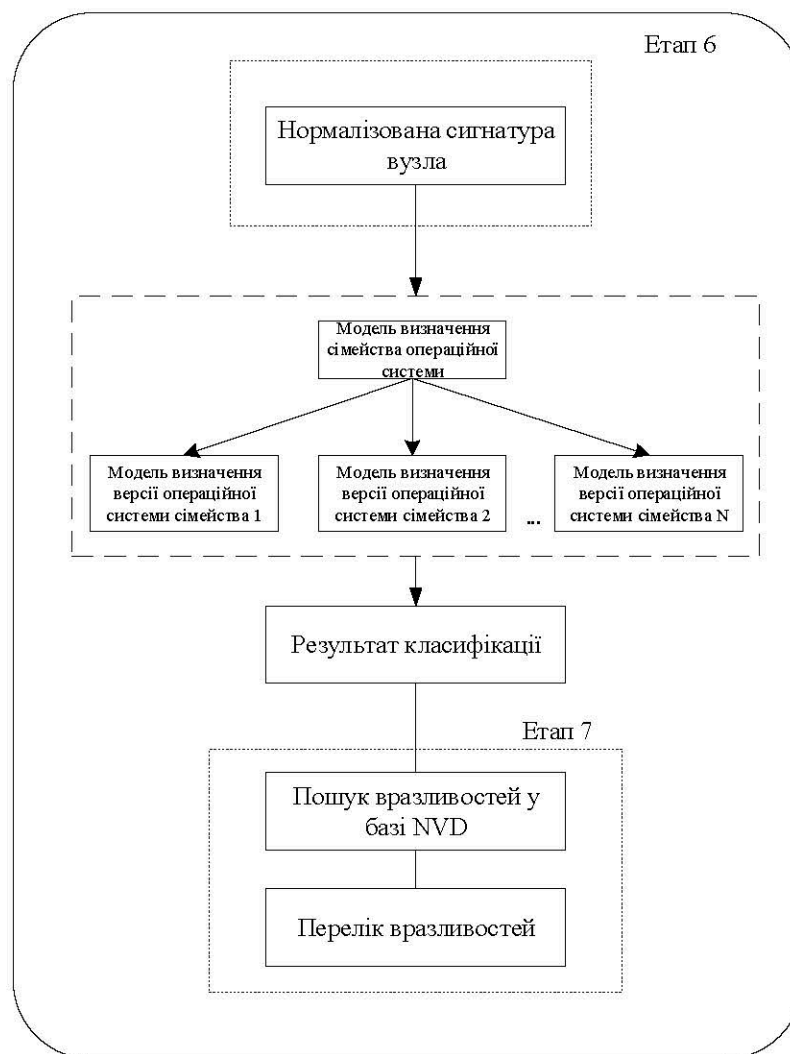 Етап 6
Нормалізована сигнатура
вузла
Модель визначення
сімейства операційної
системи
Модель визначення
версії операційної
системи сімейства 1
Модель визначення
версії операційної
системи сімейства 2
...
Модель визначення
версії операційної
системи сімейства N
Результат класифікації
Етап 7
Пошук вразливостей у
базі NVD
Перелік вразливостей